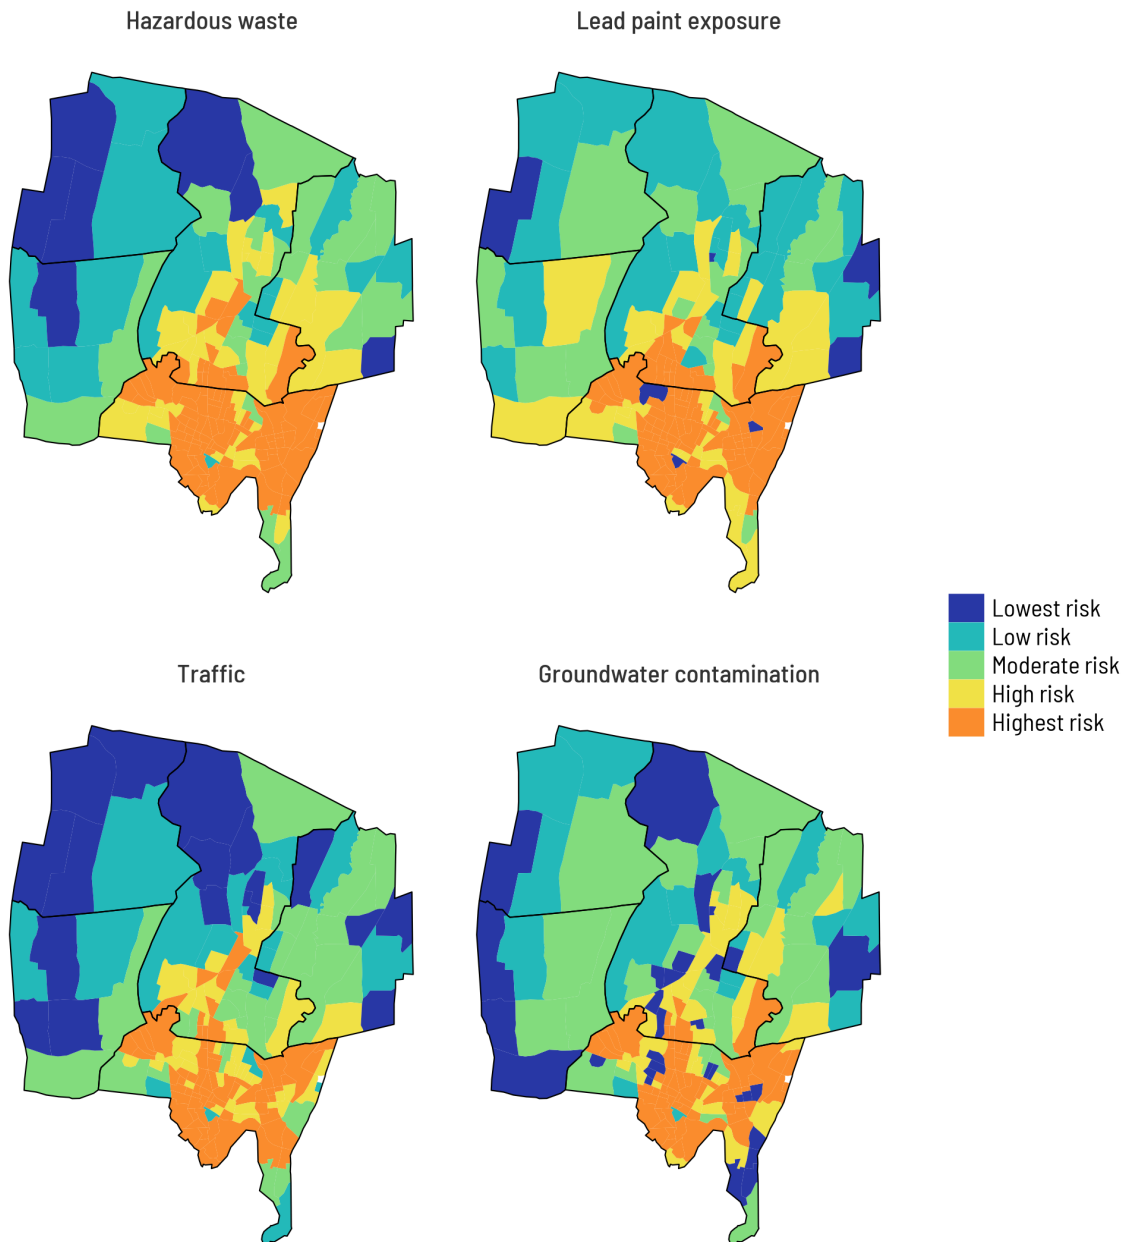 Hazardous waste
Lead paint exposure
Traffic
Groundwater contamination
Lowest risk
Low risk
Moderate risk
High risk
Highest risk